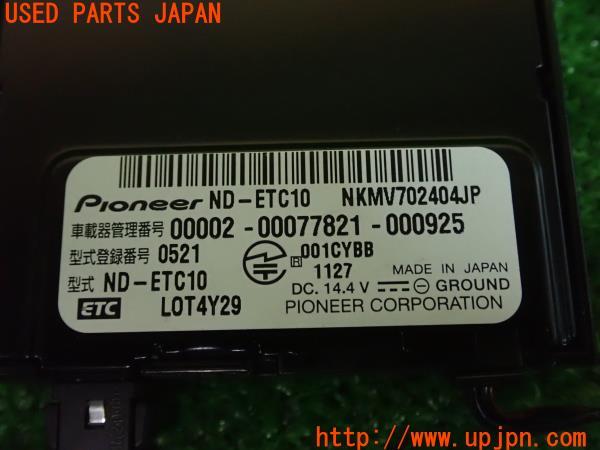 USED PARTS JAPAN
Pioneer ND-ETC10 NKMV702404JP
車載器管理番号 00002-00077821-000925
型式登録番号 0521 R 001CYBB
1127 MADE IN JAPAN
型式 ND-ETC10 DC. 14.4 V GROUND
ETC LOT4Y29 PIONEER CORPORATION
UPJ
http://www.upjpn.com/